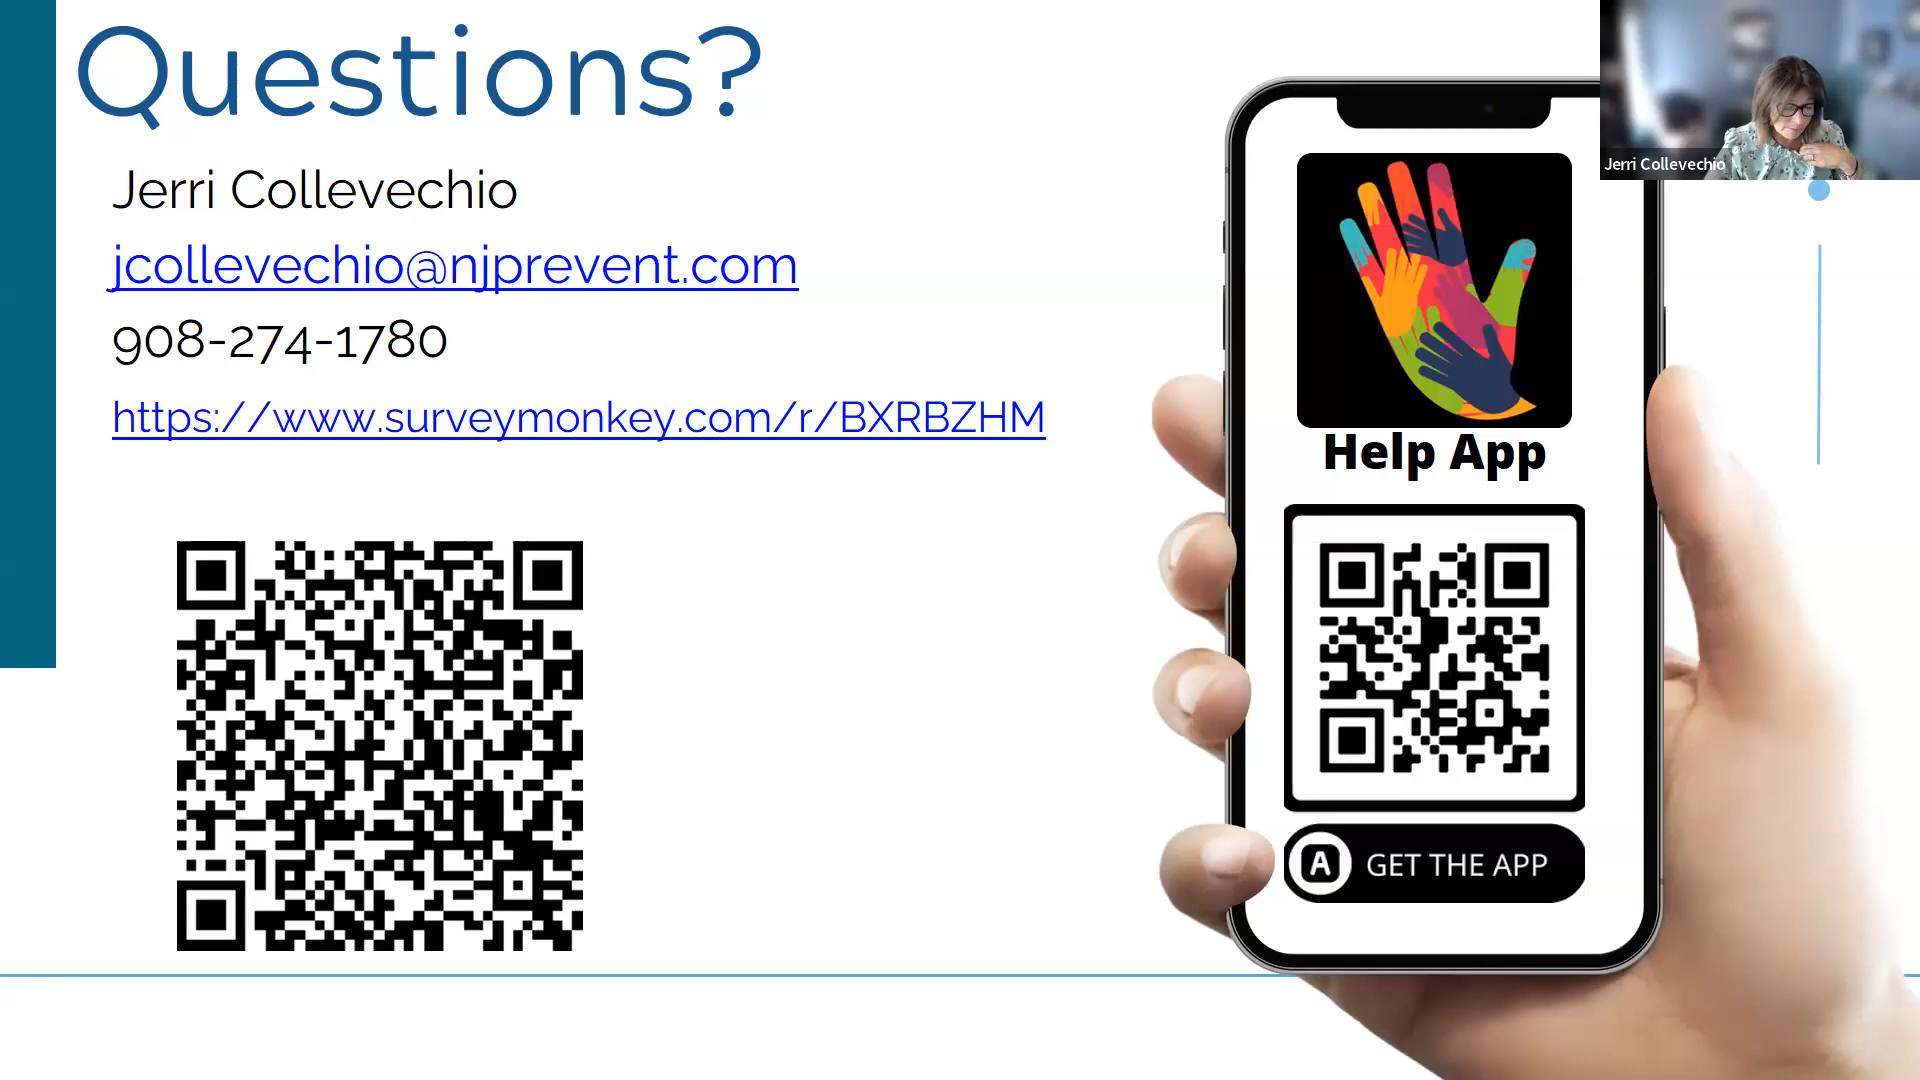 Questions?
Jerri Collevechio
jcollevechio@njprevent.com
908-274-1780
https://www.surveymonkey.com/r/BXRBZHM
Jerri Collevechio
Help App
A GET THE APP